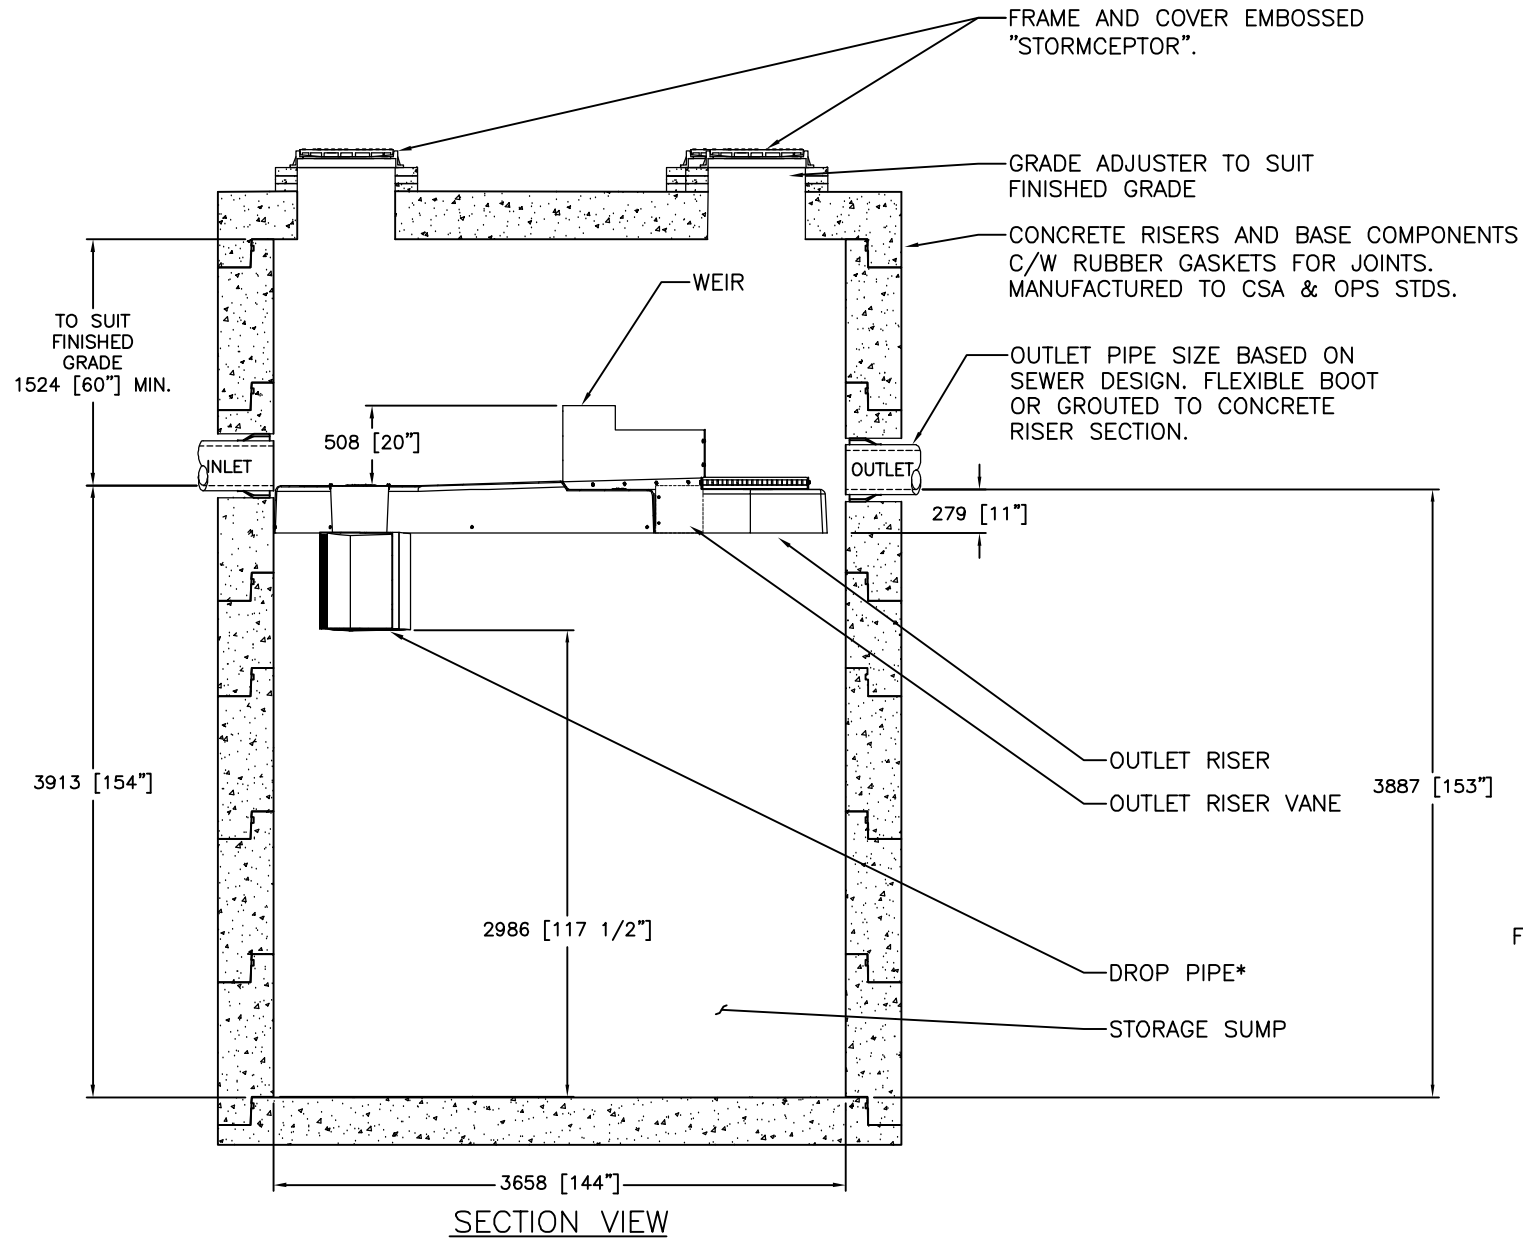 FRAME AND COVER EMBOSSED
"STORMCEPTOR".
GRADE ADJUSTER TO SUIT
FINISHED GRADE
CONCRETE RISERS AND BASE COMPONENTS
C/W RUBBER GASKETS FOR JOINTS.
MANUFACTURED TO CSA & OPS STDS.
WEIR
TO SUIT
FINISHED
GRADE
1524 [60"] MIN.
OUTLET PIPE SIZE BASED ON
SEWER DESIGN. FLEXIBLE BOOT
OR GROUTED TO CONCRETE
RISER SECTION.
508 [20"]
INLET
OUTLET
279 [11"]
OUTLET RISER
3913 [154"]
3887 [153"]
OUTLET RISER VANE
2986 [117 1/2"]
F
DROP PIPE*
STORAGE SUMP
3658 [144"]
SECTION VIEW